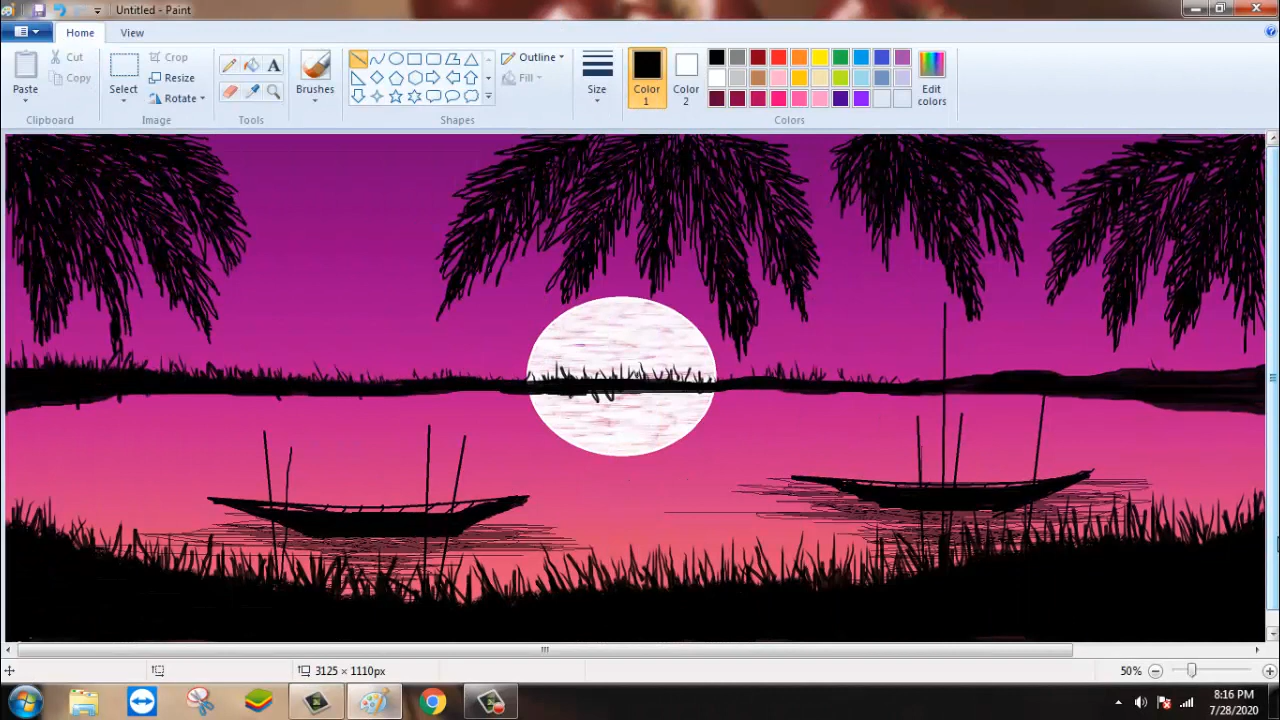 Untitled - Paint
Home View
Paste
Cut
Copy
Clipboard
Select
Crop
Resize
Rotate
Image
A
Tools
Brushes
Outline
Fill
Shapes
Size
Color 1
Color 2
Edit colors
Colors
3125 × 1110px
50%
8:16 PM
7/28/2020